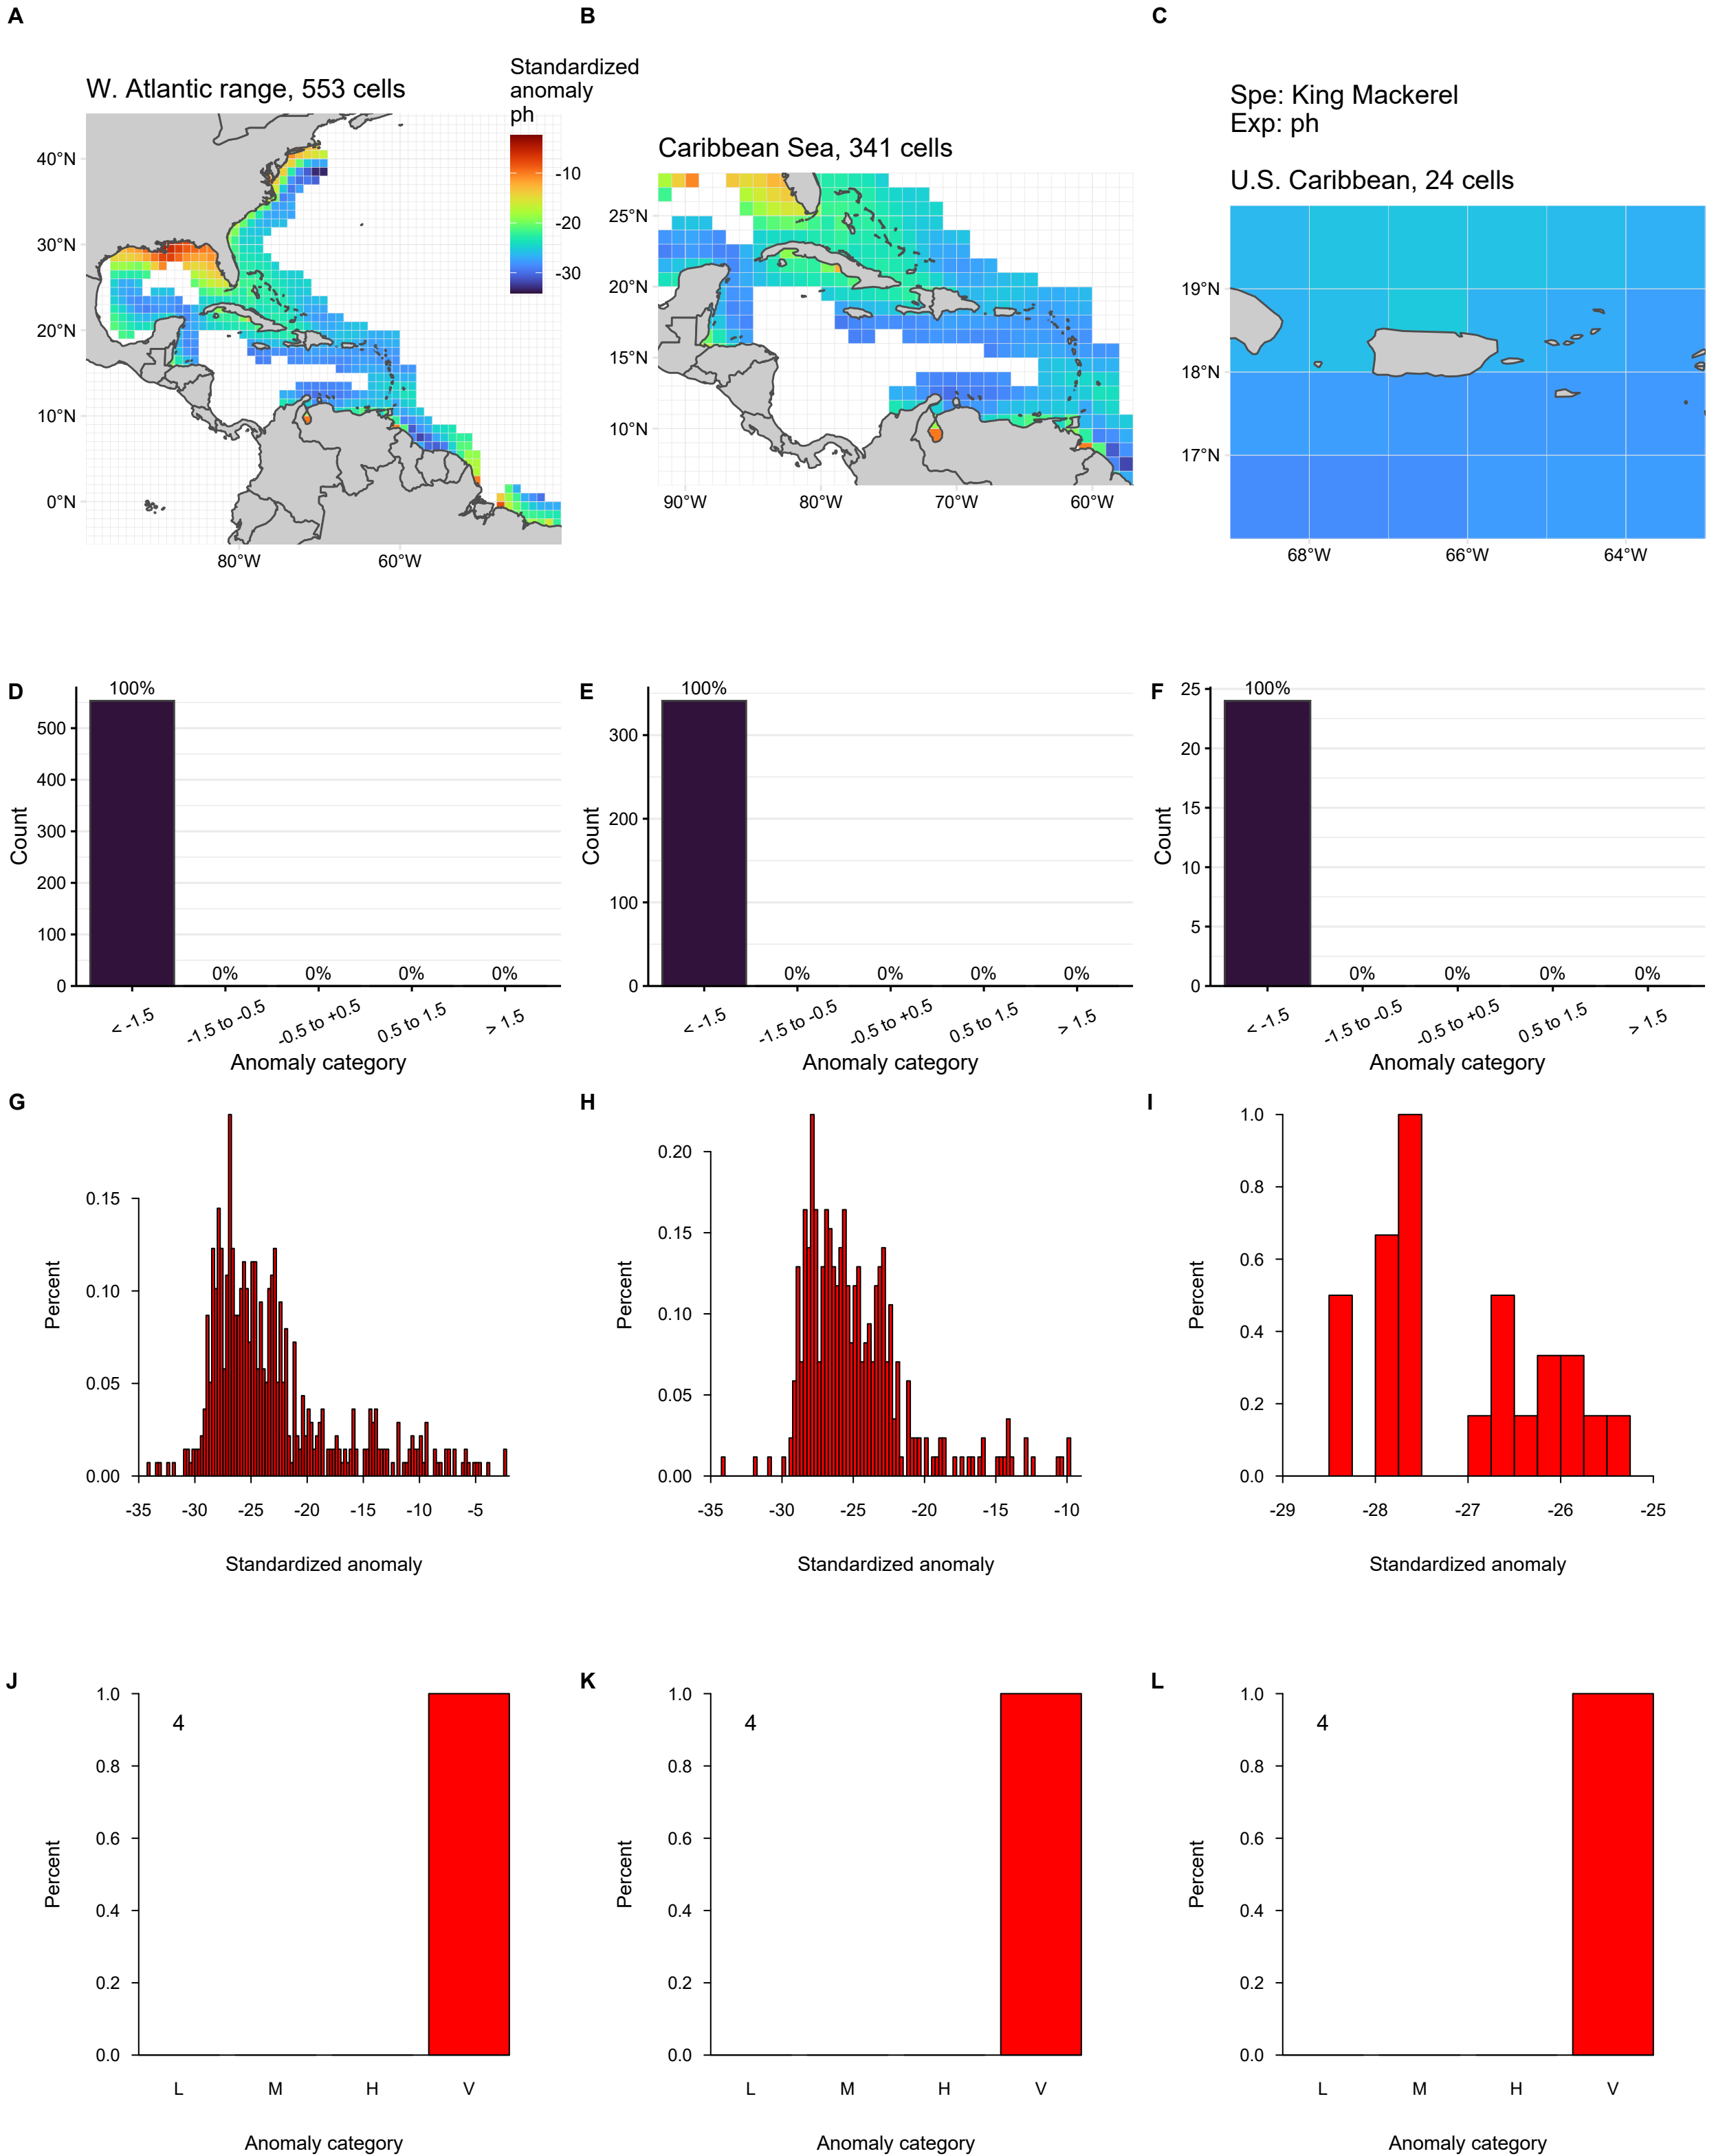 A
B
C
W. Atlantic range, 553 cells
Standardized
anomaly
ph
-10
-20
-30
40°N
30°N
20°N
10°N
0°N
80°W
60°W
Caribbean Sea, 341 cells
25°N
20°N
15°N
10°N
90°W
80°W
70°W
60°W
Spe: King Mackerel
Exp: ph
U.S. Caribbean, 24 cells
19°N
18°N
17°N
68°W
66°W
64°W
D
100%
0%
0%
0%
0%
500
400
300
200
100
0
Count
< -1.5
-1.5 to -0.5
-0.5 to +0.5
0.5 to 1.5
> 1.5
Anomaly category
E
100%
0%
0%
0%
0%
300
200
100
0
Count
< -1.5
-1.5 to -0.5
-0.5 to +0.5
0.5 to 1.5
> 1.5
Anomaly category
F
100%
0%
0%
0%
0%
25
20
15
10
5
0
Count
< -1.5
-1.5 to -0.5
-0.5 to +0.5
0.5 to 1.5
> 1.5
Anomaly category
G
0.15
0.10
0.05
0.00
Percent
-35
-30
-25
-20
-15
-10
-5
Standardized anomaly
H
0.20
0.15
0.10
0.05
0.00
Percent
-35
-30
-25
-20
-15
-10
Standardized anomaly
I
1.0
0.8
0.6
0.4
0.2
0.0
Percent
-29
-28
-27
-26
-25
Standardized anomaly
J
4
1.0
0.8
0.6
0.4
0.2
0.0
Percent
L
M
H
V
Anomaly category
K
4
1.0
0.8
0.6
0.4
0.2
0.0
Percent
L
M
H
V
Anomaly category
L
4
1.0
0.8
0.6
0.4
0.2
0.0
Percent
L
M
H
V
Anomaly category